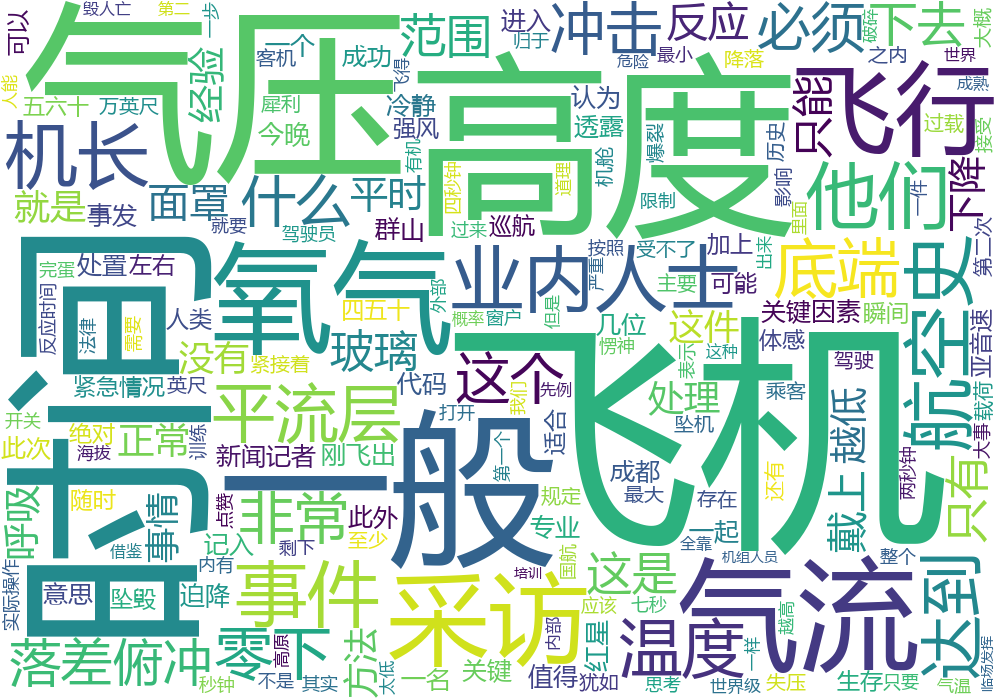 毁人亡 第二 一步
可以
气压
经验
一个
客机 成功
飞得
范围
进入
归于
冲击
反应
危险 最小
必须
降落
之内
下去
世界
大概
破碎
成熟
人能
五六十 万英尺
犀利
今晚
冷静
强风
认为
透露
高度
爆裂
历史
只能
飞行
过载
接受
机长
就是
事发
面罩
就要
什么
驾驶员
平时
有机
四秒钟
群山
巡航
道理
机舱
限制
影响
里面
他们
一件
下降
第二次
时间
完蛋
处置 左右
反应时间
法律
需要
人类
没有
紧急情况 英尺
氧气
紧接着
四五十
玻璃
外部
业内人士
概率 窗户
过来
按照
但是
受不了
严重
几位
加上
主要
可能
出来
底端
关键因素
瞬间
航空史
亚音速
这件
体感
这个
先例
代码
愣神
表示
这种
驾驶
乘客
载荷
大事
开关
此次
绝对
海拔
训练
正常
平流层
新闻记者 刚飞出
打开
我们
第一个
适合
处理
坠机
成都
最大
还有
存在
戴上
越低
两秒钟
只有
呼吸
随时
借鉴
事情
点赞
非常
此外
记入
剩下
至少
一般
飞机
规定
专业
国航
一起
全靠
机组人员
整个
实际操作
意思
坠毁
迫降
内有
事件
采访
培训
这是
应该 七秒
越高
气流
达到
落差 俯冲
零下
高原
方法
太低
一名
关键
值得
内部
犹如
红星
温度
思考
一样
秒钟
不是 其实
世界级 失压
生存 只要
气温
临场发挥